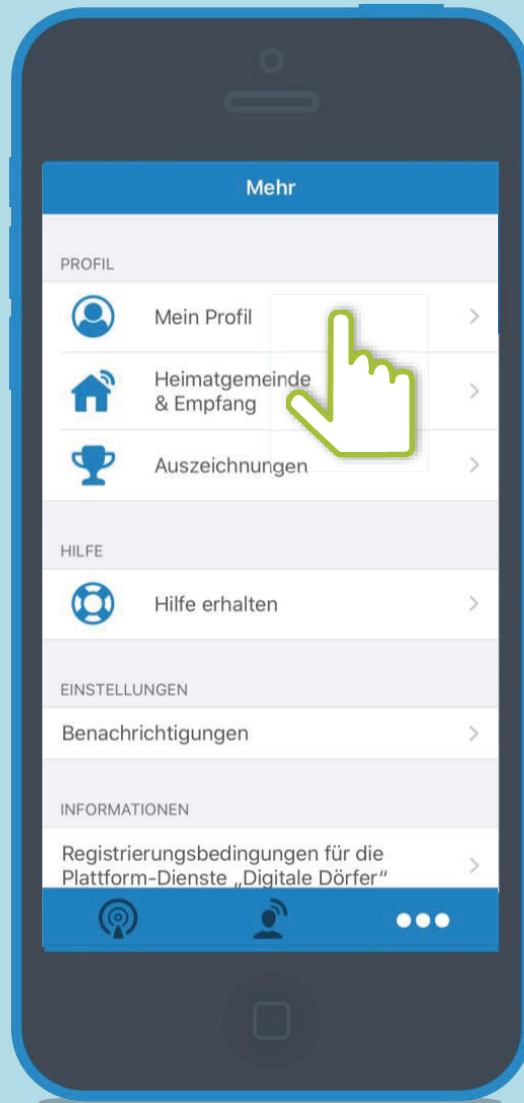 Mehr
PROFIL
Mein Profil
Heimatgemeinde
& Empfang
Auszeichnungen
HILFE
Hilfe erhalten
EINSTELLUNGEN
Benachrichtigungen
INFORMATIONEN
Registrierungsbedingungen für die
Plattform-Dienste „Digitale Dörfer“